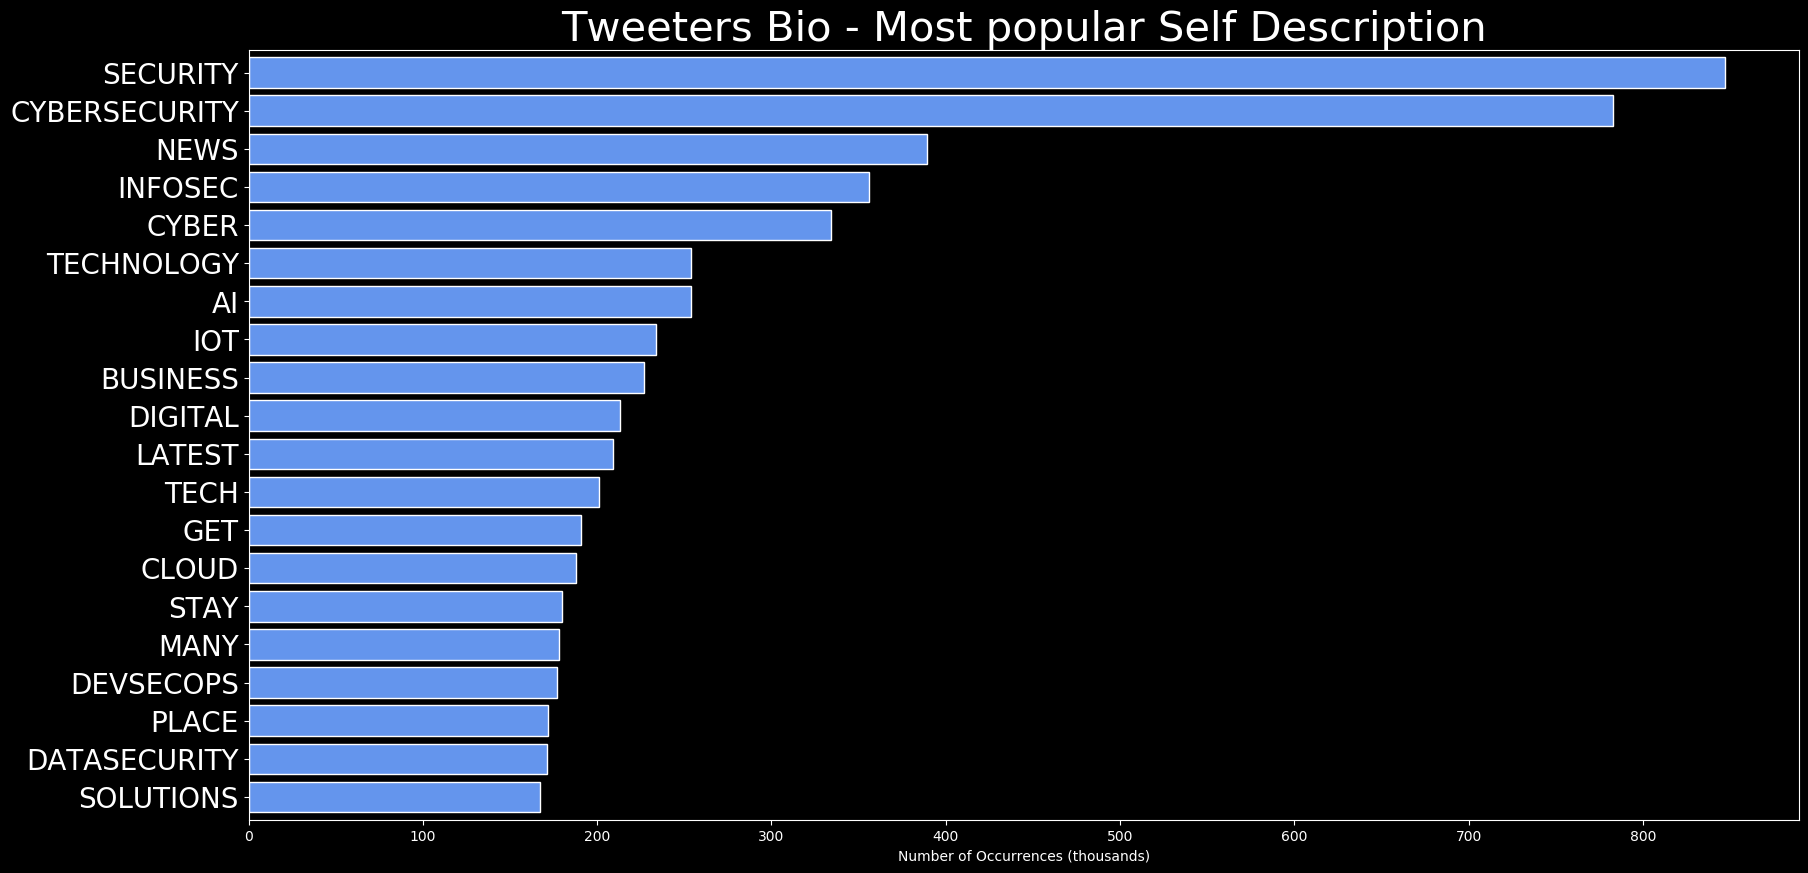 Tweeters Bio - Most popular Self Description
SECURITY
CYBERSECURITY
NEWS
INFOSEC
CYBER
TECHNOLOGY
AI
IOT
BUSINESS
DIGITAL
LATEST
TECH
GET
CLOUD
STAY
MANY
DEVSECOPS
PLACE
DATASECURITY
SOLUTIONS
0 100 200 300 400 500 600 700 800
Number of Occurrences (thousands)